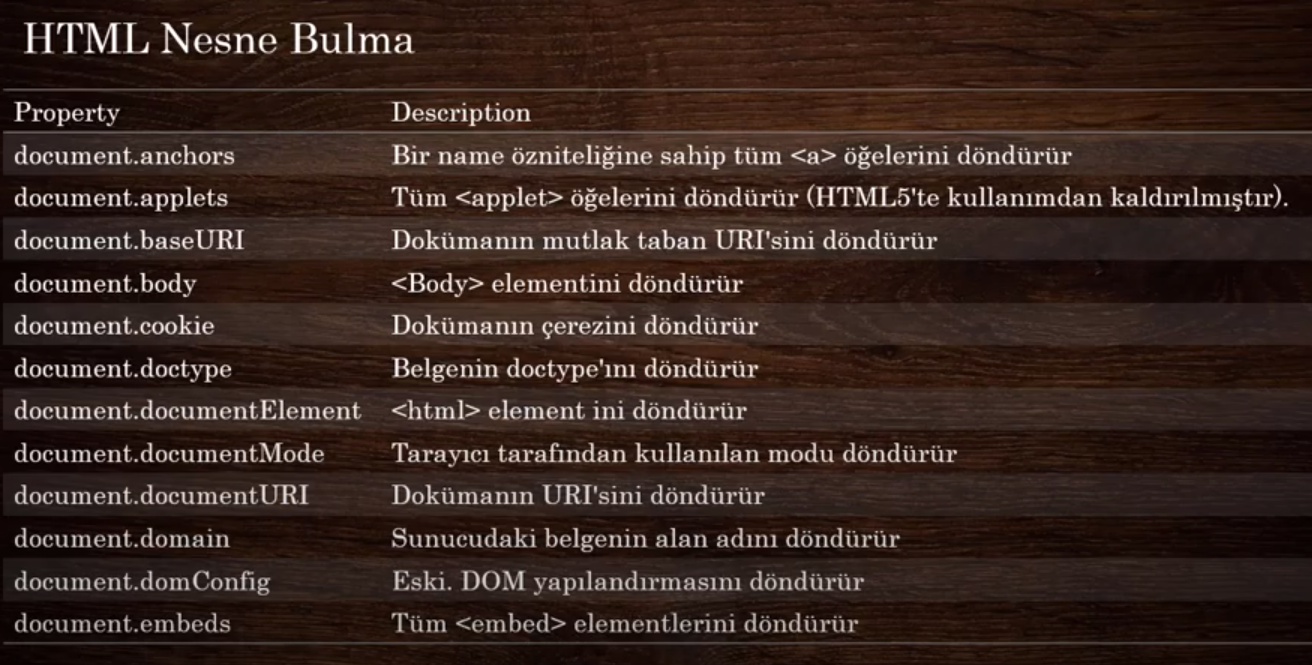 HTML Nesne Bulma
Property Description
document.anchors Bir name özniteliğine sahip tüm <a> öğelerini döndürür
document.applets Tüm <applet> öğelerini döndürür (HTML5'te kullanımdan kaldırılmıştır).
document.baseURI Dokümanın mutlak taban URI'sini döndürür
document.body <Body> elementini döndürür
document.cookie Dokümanın çerezini döndürür
document.doctype Belgenin doctype'ını döndürür
document.documentElement <html> element ini döndürür
document.documentMode Tarayıcı tarafından kullanılan modu döndürür
document.documentURI Dokümanın URI'sini döndürür
document.domain Sunucudaki belgenin alan adını döndürür
document.domConfig Eski. DOM yapılandırmasını döndürür
document.embeds Tüm <embed> elementlerini döndürür